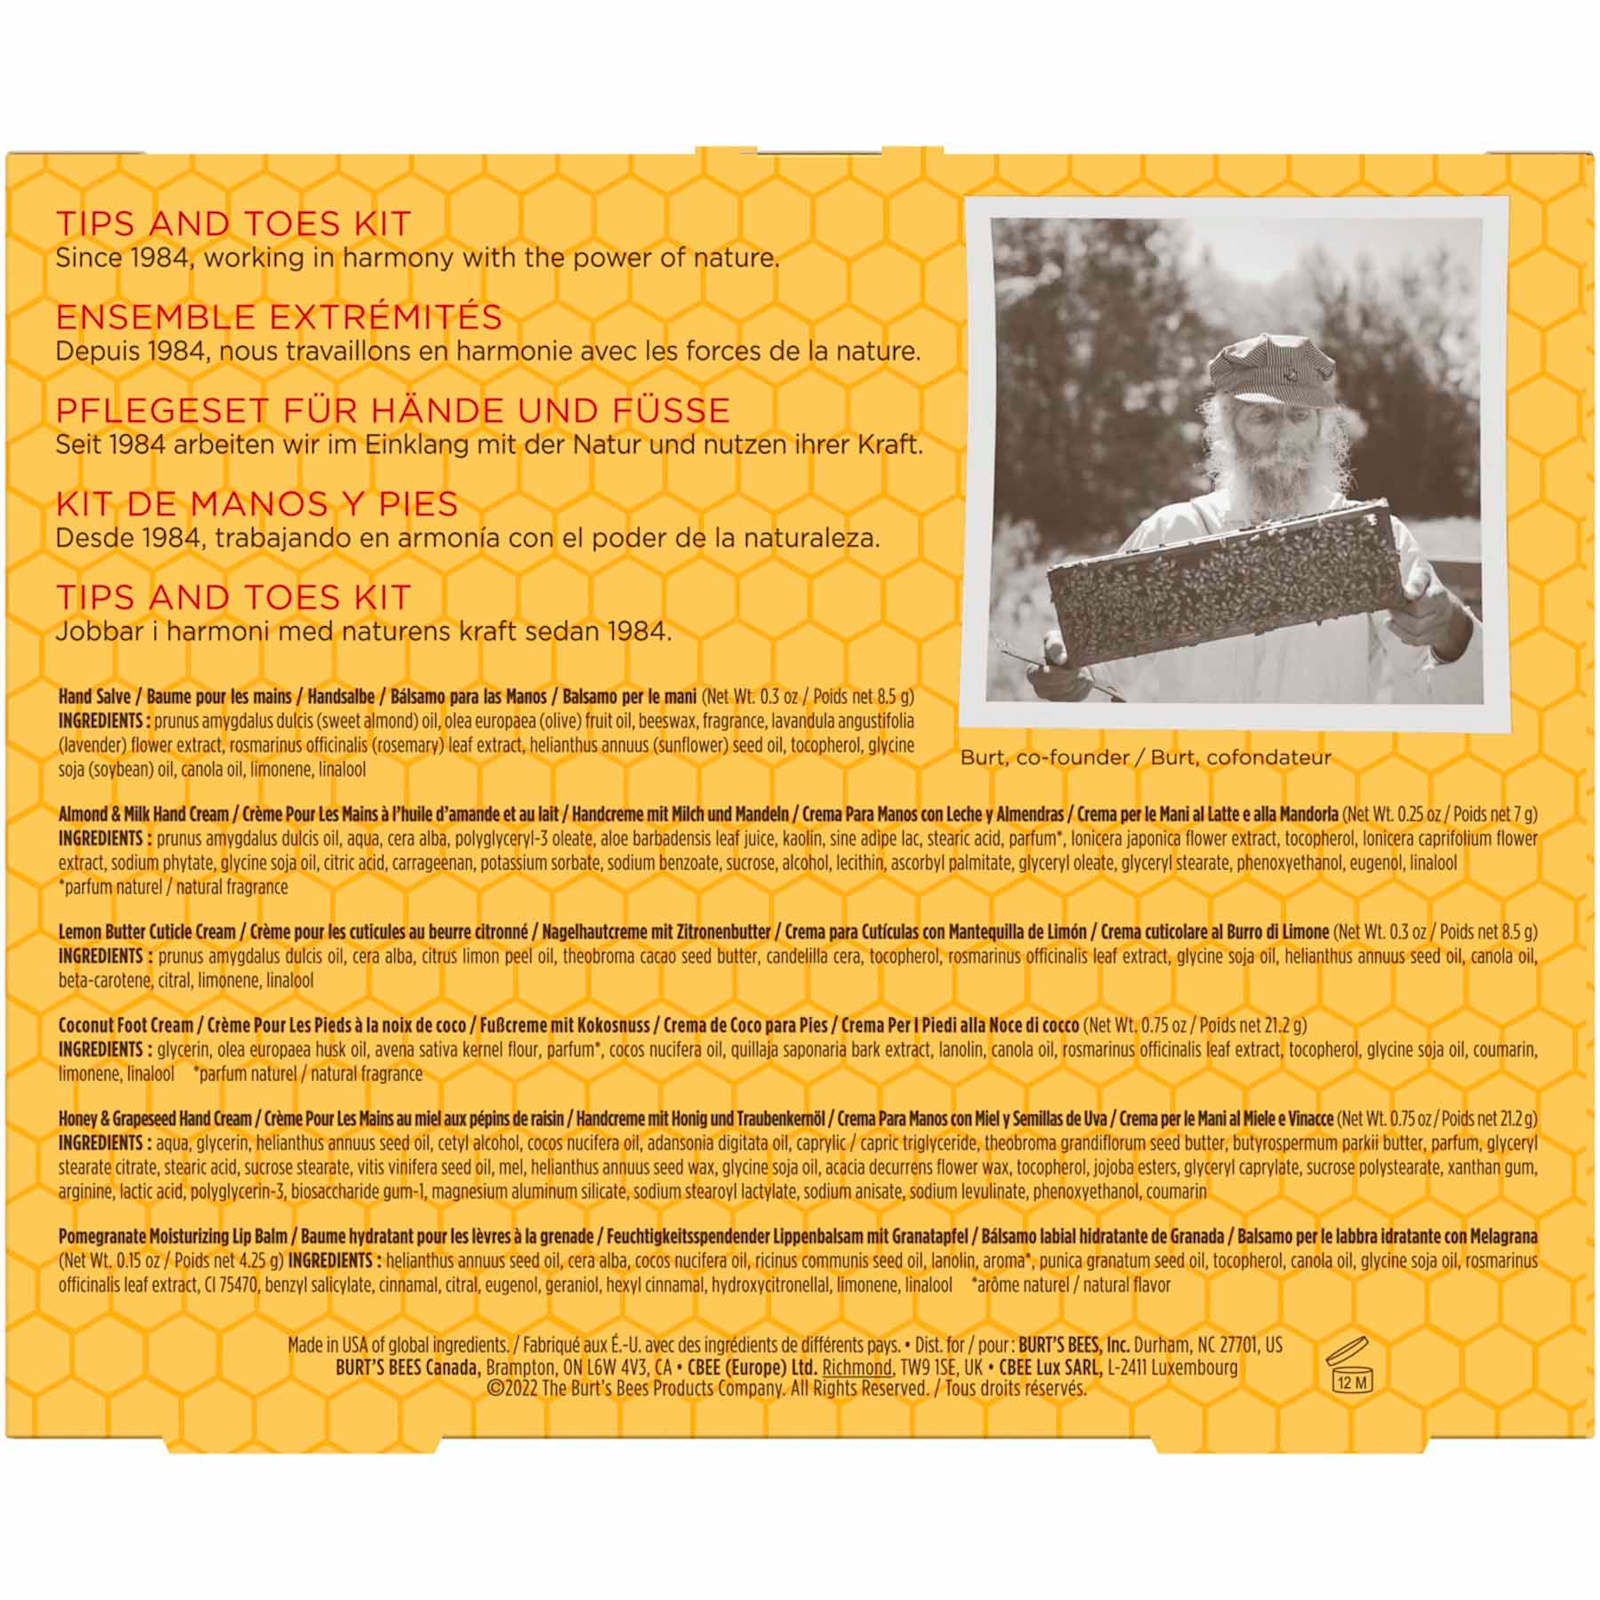 TIPS AND TOES KIT
Since 1984, working in harmony with the power of nature.
ENSEMBLE EXTRÉMITÉS
Depuis 1984, nous travaillons en harmonie avec les forces de la nature.
PFLEGESET FÜR HÄNDE UND FÜSSE
Seit 1984 arbeiten wir im Einklang mit der Natur und nutzen ihrer Kraft.
KIT DE MANOS Y PIES
Desde 1984, trabajando en armonía con el poder de la naturaleza.
TIPS AND TOES KIT
Jobbar i harmoni med naturens kraft sedan 1984.
Hand Salve / Baume pour les mains / Handsalbe / Bálsamo para las Manos / Balsamo per le mani (Net Wt. 0.3 oz / Poids net 8.5 g)
INGREDIENTS : prunus amygdalus dulcis (sweet almond) oil, olea europaea (olive) fruit oil, beeswax, fragrance, lavandula angustifolia
(lavender) flower extract, rosmarinus officinalis (rosemary) leaf extract, helianthus annuus (sunflower) seed oil, tocopherol, glycine
soja (soybean) oil, canola oil, limonene, linalool
Burt, co-founder / Burt, cofondateur
Almond & Milk Hand Cream / Crème Pour Les Mains à l'huile d'amande et au lait / Handcreme mit Milch und Mandeln / Crema Para Manos con Leche y Almendras / Crema per le Mani al Latte e alla Mandorla (Net Wt. 0.25 oz / Poids net 7 g)
INGREDIENTS : prunus amygdalus dulcis oil, aqua, cera alba, polyglyceryl-3 oleate, aloe barbadensis leaf juice, kaolin, sine adipe lac, stearic acid, parfum*, lonicera japonica flower extract, tocopherol, lonicera caprifolium flower
extract, sodium phytate, glycine soja oil, citric acid, carrageenan, potassium sorbate, sodium benzoate, sucrose, alcohol, lecithin, ascorbyl palmitate, glyceryl oleate, glyceryl stearate, phenoxyethanol, eugenol, linalool
*parfum naturel / natural fragrance
Lemon Butter Cuticle Cream / Crème pour les cuticules au beurre citronné / Nagelhautcreme mit Zitronenbutter / Crema para Cutículas con Mantequilla de Limón / Crema cuticolare al Burro di Limone (Net Wt. 0.3 oz / Poids net 8.5 g)
INGREDIENTS : prunus amygdalus dulcis oil, cera alba, citrus limon peel oil, theobroma cacao seed butter, candelilla cera, tocopherol, rosmarinus officinalis leaf extract, glycine soja oil, helianthus annuus seed oil, canola oil,
beta-carotene, citral, limonene, linalool
Coconut Foot Cream / Crème Pour Les Pieds à la noix de coco / Fußcreme mit Kokosnuss / Crema de Coco para Pies / Crema Per I Piedi alla Noce di cocco (Net Wt. 0.75 oz / Poids net 21.2 g)
INGREDIENTS : glycerin, olea europaea husk oil, avena sativa kernel flour, parfum*, cocos nucifera oil, quillaja saponaria bark extract, lanolin, canola oil, rosmarinus officinalis leaf extract, tocopherol, glycine soja oil, coumarin,
limonene, linalool *parfum naturel / natural fragrance
Honey & Grapeseed Hand Cream / Crème Pour Les Mains au miel aux pépins de raisin / Handcreme mit Honig und Traubenkernöl / Crema Para Manos con Miel y Semillas de Uva / Crema per le Mani al Miele e Vinacce (Net Wt. 0.75 oz / Poids net 21.2 g)
INGREDIENTS : aqua, glycerin, helianthus annuus seed oil, cetyl alcohol, cocos nucifera oil, adansonia digitata oil, caprylic / capric triglyceride, theobroma grandiflorum seed butter, butyrospermum parkii butter, parfum, glyceryl
stearate citrate, stearic acid, sucrose stearate, vitis vinifera seed oil, mel, helianthus annuus seed wax, glycine soja oil, acacia decurrens flower wax, tocopherol, jojoba esters, glyceryl caprylate, sucrose polystearate, xanthan gum,
arginine, lactic acid, polyglycerin-3, biosaccharide gum-1, magnesium aluminum silicate, sodium stearoyl lactylate, sodium anisate, sodium levulinate, phenoxyethanol, coumarin
Pomegranate Moisturizing Lip Balm / Baume hydratant pour les lèvres à la grenade / Feuchtigkeitsspendender Lippenbalsam mit Granatapfel / Bálsamo labial hidratante de Granada / Balsamo per le labbra idratante con Melagrana
(Net Wt. 0.15 oz / Poids net 4.25 g) INGREDIENTS : helianthus annuus seed oil, cera alba, cocos nucifera oil, ricinus communis seed oil, lanolin, aroma*, punica granatum seed oil, tocopherol, canola oil, glycine soja oil, rosmarinus
officinalis leaf extract, CI 75470, benzyl salicylate, cinnamal, citral, eugenol, geraniol, hexyl cinnamal, hydroxycitronellal, limonene, linalool *arôme naturel / natural flavor
Made in USA of global ingredients. / Fabriqué aux É.-U. avec des ingrédients de différents pays. • Dist. for / pour : BURT'S BEES, Inc. Durham, NC 27701, US
BURT'S BEES Canada, Brampton, ON L6W 4V3, CA • CBEE (Europe) Ltd. Richmond, TW9 1SE, UK • CBEE Lux SARL, L-2411 Luxembourg
©2022 The Burt's Bees Products Company. All Rights Reserved. / Tous droits réservés.
12 M